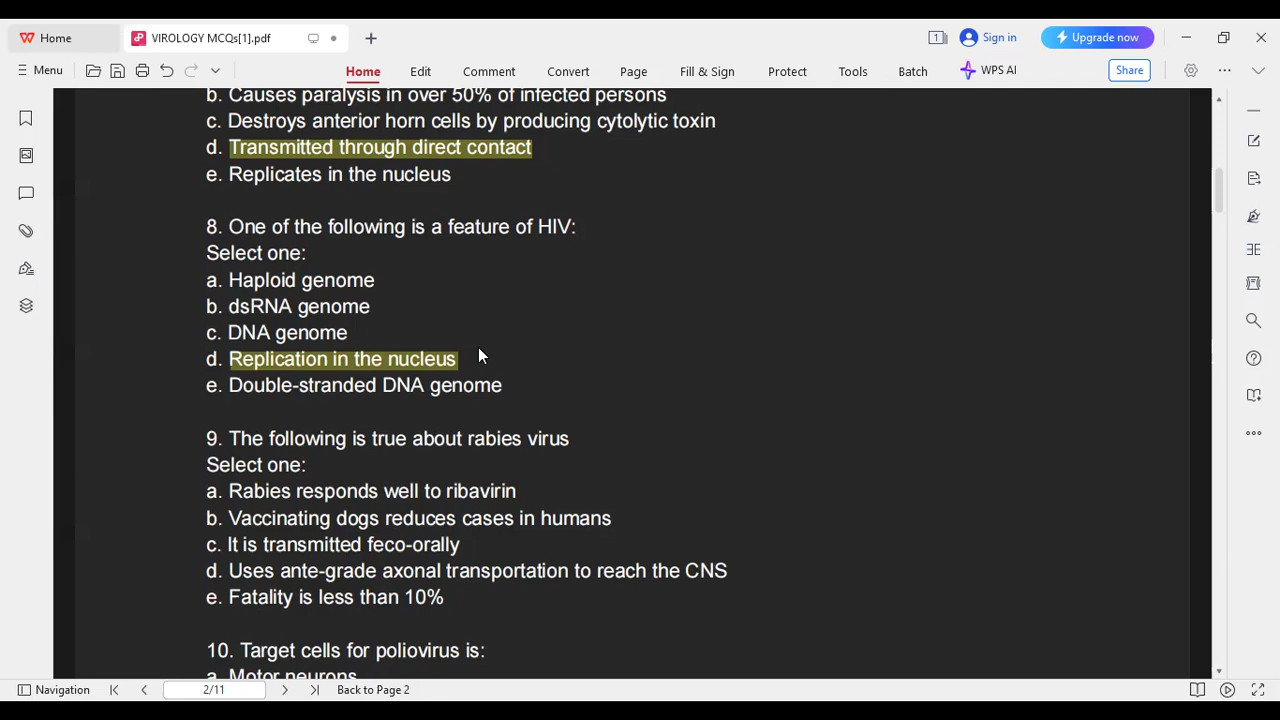 Home
VIROLOGY MCQs[1].pdf
Sign in
Upgrade now
Menu
Home
Edit
Comment
Convert
Page
Fill & Sign
Protect
Tools
Batch
WPS AI
Share
b. Causes paralysis in over 50% of infected persons
c. Destroys anterior horn cells by producing cytolytic toxin
d. Transmitted through direct contact
e. Replicates in the nucleus
8. One of the following is a feature of HIV:
Select one:
a. Haploid genome
b. dsRNA genome
c. DNA genome
d. Replication in the nucleus
e. Double-stranded DNA genome
9. The following is true about rabies virus
Select one:
a. Rabies responds well to ribavirin
b. Vaccinating dogs reduces cases in humans
c. It is transmitted feco-orally
d. Uses ante-grade axonal transportation to reach the CNS
e. Fatality is less than 10%
10. Target cells for poliovirus is:
a. Motor neurons
Navigation
2/11
Back to Page 2